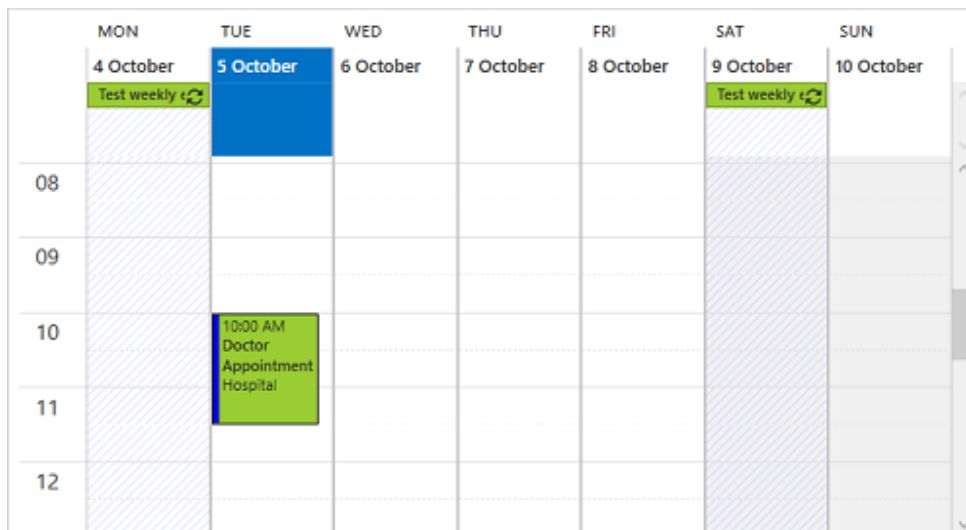 MON TUE WED THU FRI SAT SUN
4 October 5 October 6 October 7 October 8 October 9 October 10 October
Test weekly Test weekly
08
09
10
10:00 AM
Doctor
Appointment
Hospital
11
12